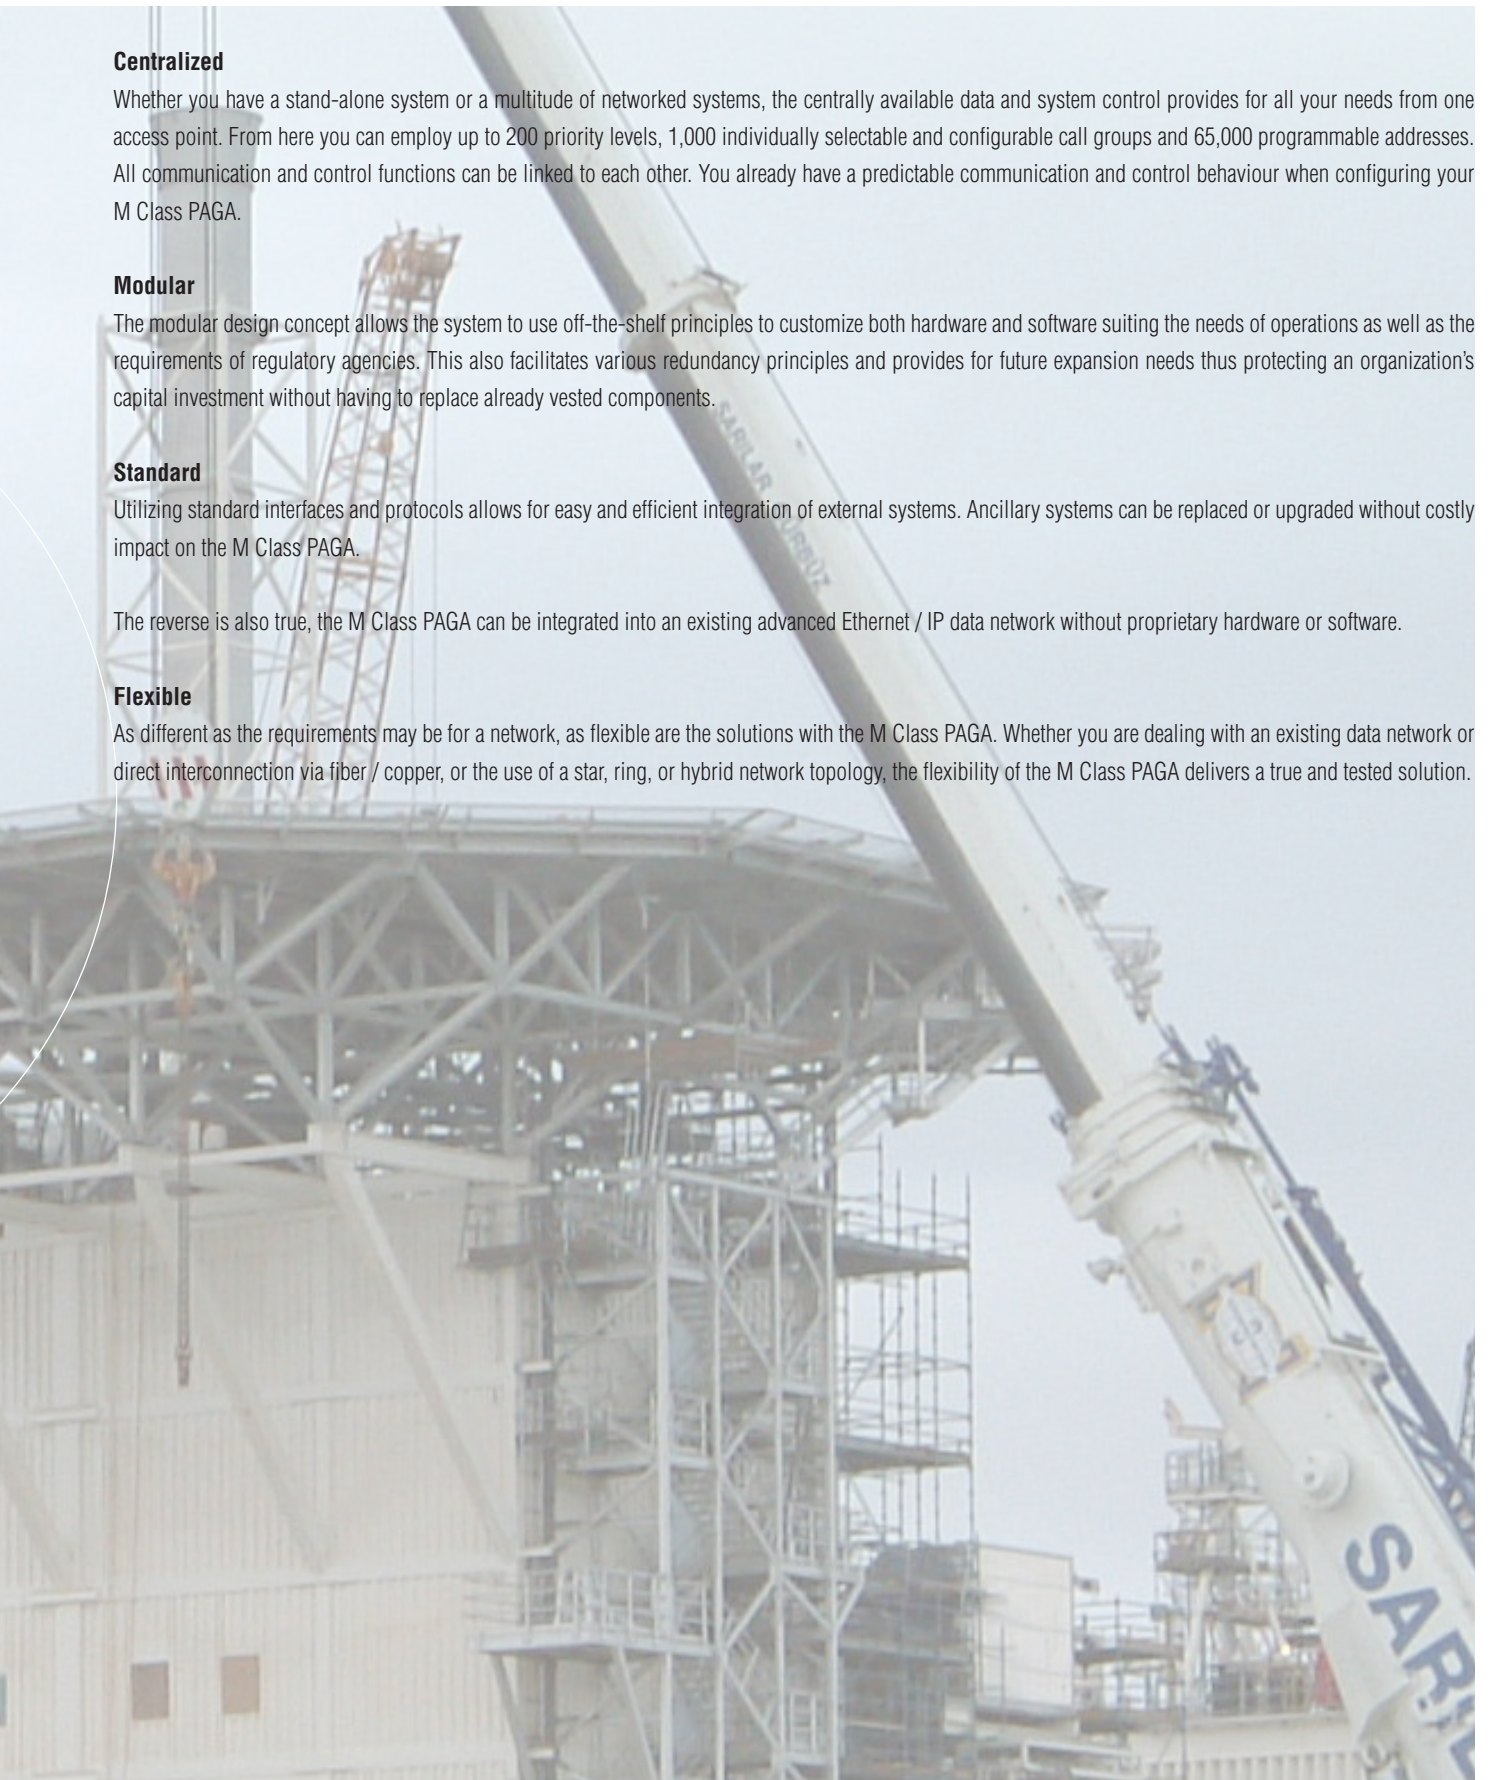 Centralized
Whether you have a stand-alone system or a multitude of networked systems, the centrally available data and system control provides for all your needs from one
access point. From here you can employ up to 200 priority levels, 1,000 individually selectable and configurable call groups and 65,000 programmable addresses.
All communication and control functions can be linked to each other. You already have a predictable communication and control behaviour when configuring your
M Class PAGA.
Modular
The modular design concept allows the system to use off-the-shelf principles to customize both hardware and software suiting the needs of operations as well as the
requirements of regulatory agencies. This also facilitates various redundancy principles and provides for future expansion needs thus protecting an organization's
capital investment without having to replace already vested components.
SARILAR
Standard
Utilizing standard interfaces and protocols allows for easy and efficient integration of external systems. Ancillary systems can be replaced or upgraded without costly
impact on the M Class PAGA.
The reverse is also true, the M Class PAGA can be integrated into an existing advanced Ethernet / IP data network without proprietary hardware or software.
Flexible
As different as the requirements may be for a network, as flexible are the solutions with the M Class PAGA. Whether you are dealing with an existing data network or
direct interconnection via fiber / copper, or the use of a star, ring, or hybrid network topology, the flexibility of the M Class PAGA delivers a true and tested solution.